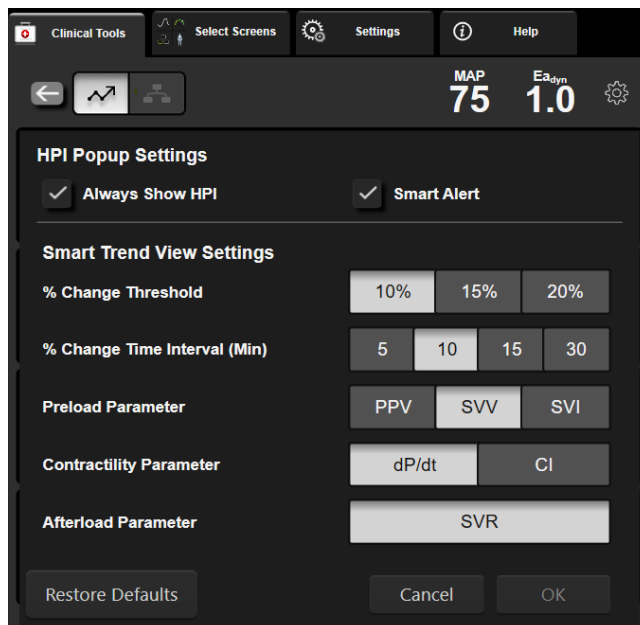 Clinical Tools
Select Screens
Settings
Help
MAP
75
Ea dyn
1.0
HPI Popup Settings
Always Show HPI
Smart Alert
Smart Trend View Settings
% Change Threshold 10% 15% 20%
% Change Time Interval (Min) 5 10 15 30
Preload Parameter PPV SVV SVI
Contractility Parameter dP/dt CI
Afterload Parameter SVR
Restore Defaults Cancel OK